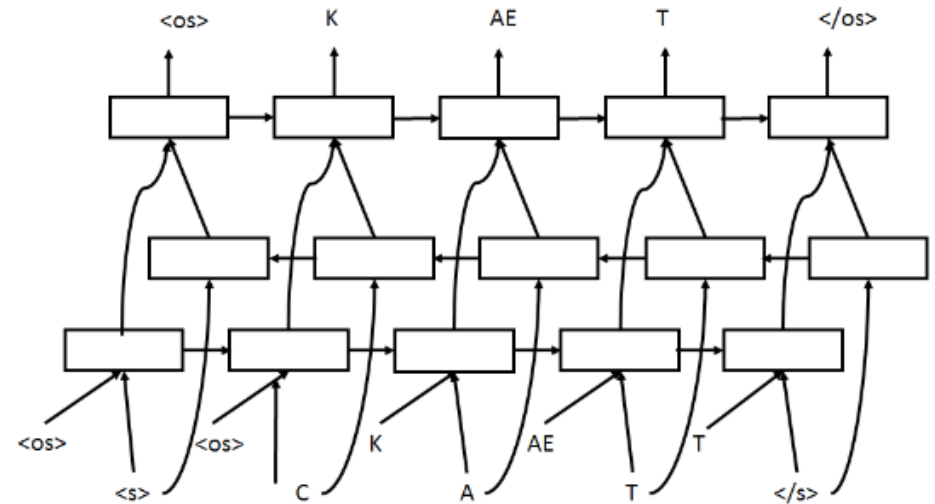 <os> K AE T </os>
<os> <os> K AE T
<s> C A T </s>